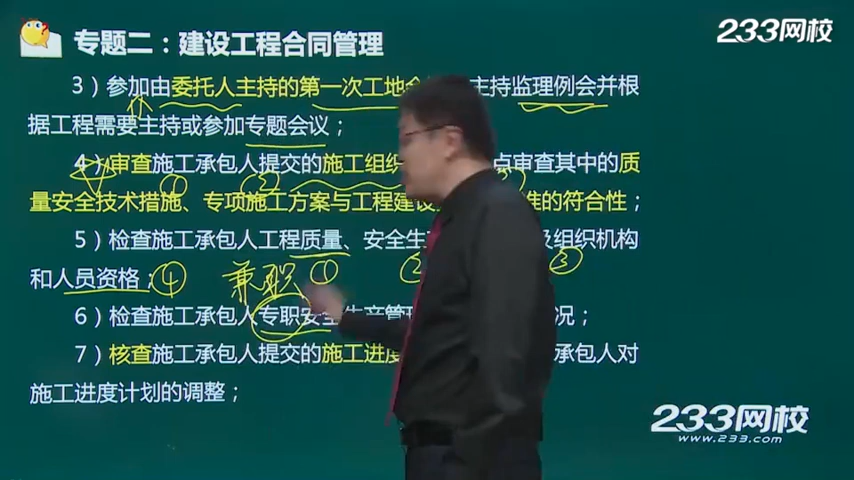 专题二：建设工程合同管理
233网校
3）参加由委托人主持的第一次工地会 主持监理例会并根
据工程需要主持或参加专题会议；
4）审查施工承包人提交的施工组织 点审查其中的质
① ②
量安全技术措施、专项施工方案与工程建设 准的符合性；
5）检查施工承包人工程质量、安全生 及组织机构
和人员资格；④ 兼职 ① ② ③
6）检查施工承包人专职安全生产管理 况；
7）核查施工承包人提交的施工进度 承包人对
施工进度计划的调整；
233网校
www.233.com